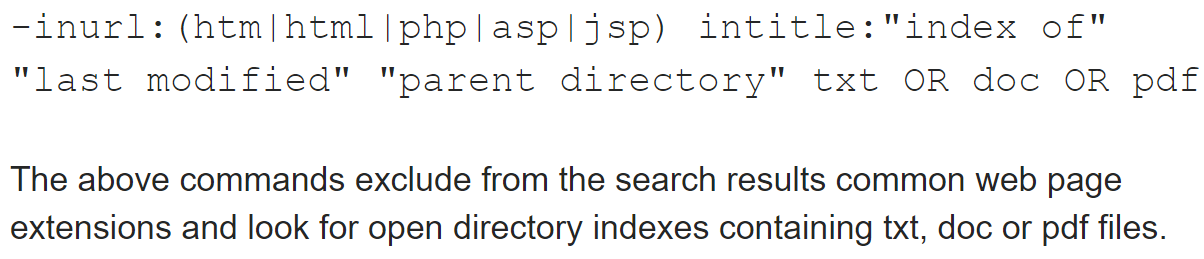 -inurl:(htm|html|php|asp|jsp) intitle:"index of"
"last modified" "parent directory" txt OR doc OR pdf
The above commands exclude from the search results common web page
extensions and look for open directory indexes containing txt, doc or pdf files.